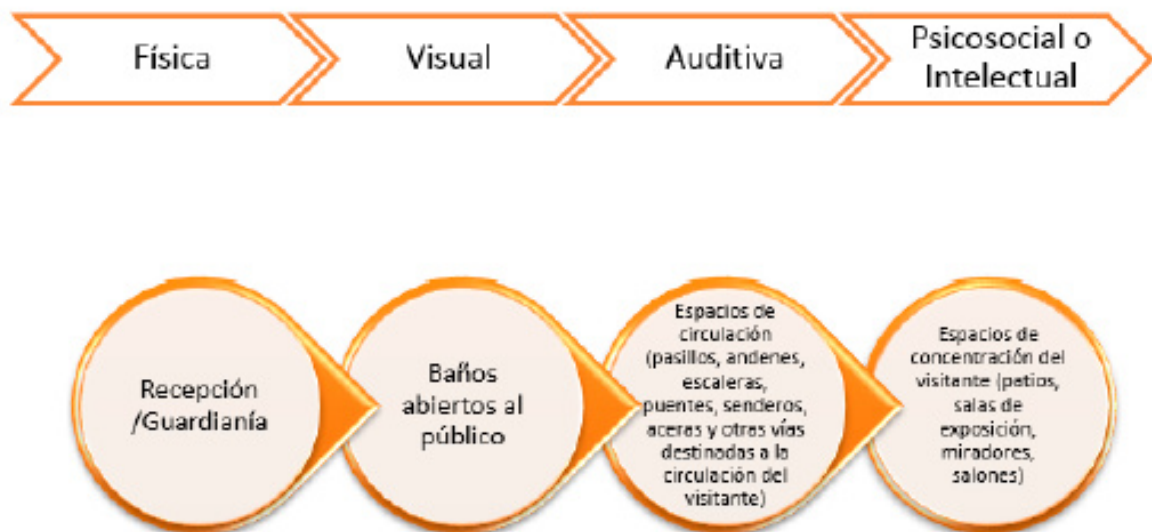 Física
Visual
Auditiva
Psicosocial o
Intelectual
Recepción
/Guardianía
Baños
abiertos al
público
Espacios de
circulación
(pasillos, andenes,
escaleras,
puentes, senderos,
aceras y otras vías
destinadas a la
circulación del
visitante)
Espacios de
concentración del
visitante (patios,
salas de
exposición,
miradores,
salones)